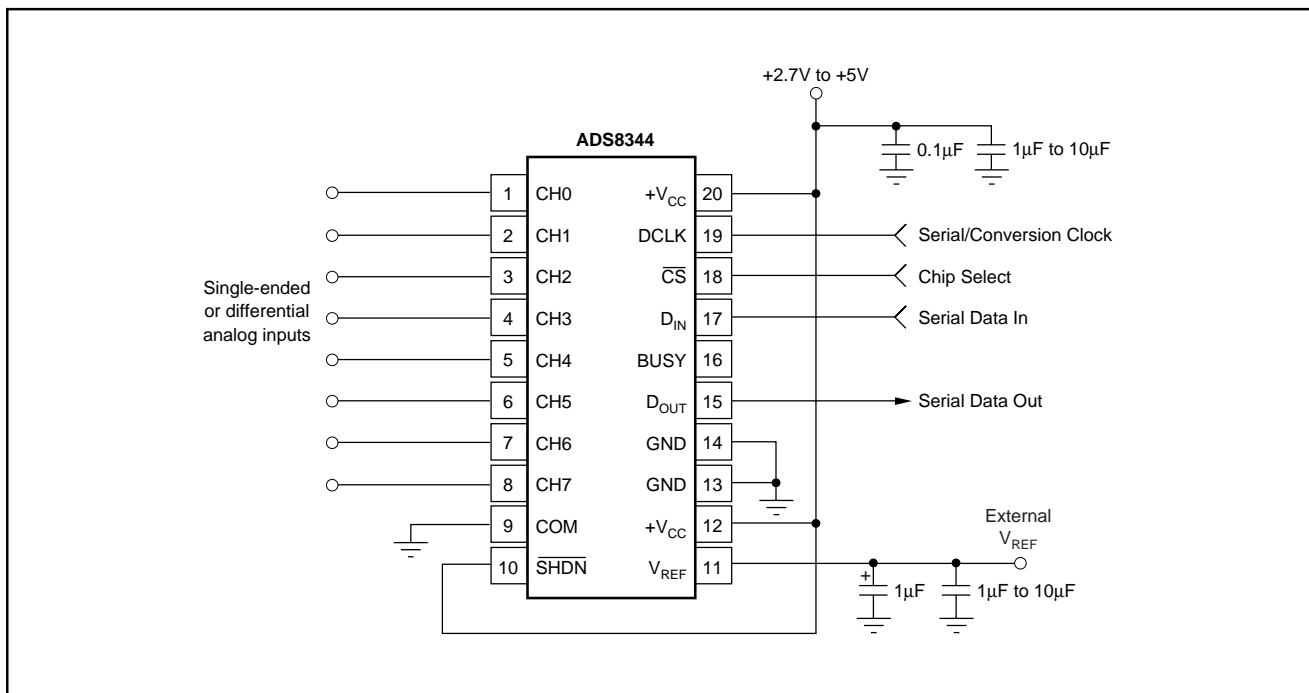 +2.7V to +5V
ADS8344
0.1μF
1μF to 10μF
Single-ended
or differential
analog inputs
1 CH0 +VCC 20
2 CH1 DCLK 19 Serial/Conversion Clock
3 CH2 CS 18 Chip Select
4 CH3 DIN 17 Serial Data In
5 CH4 BUSY 16
6 CH5 DOUT 15 Serial Data Out
7 CH6 GND 14
8 CH7 GND 13
9 COM +VCC 12
10 SHDN VREF 11
External
VREF
+
1μF
1μF to 10μF